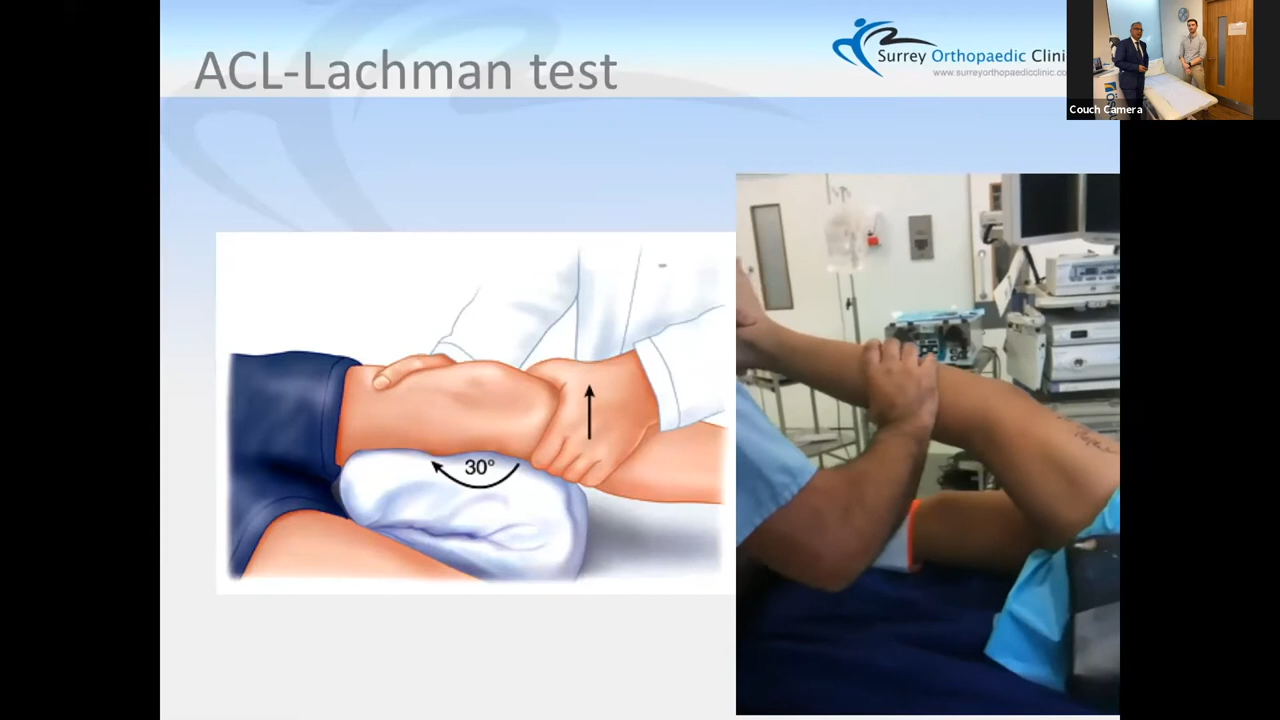 ACL-Lachman test
Surrey Orthopaedic Clini
www.surreyorthopaedicclinic.co
Couch Camera
30°